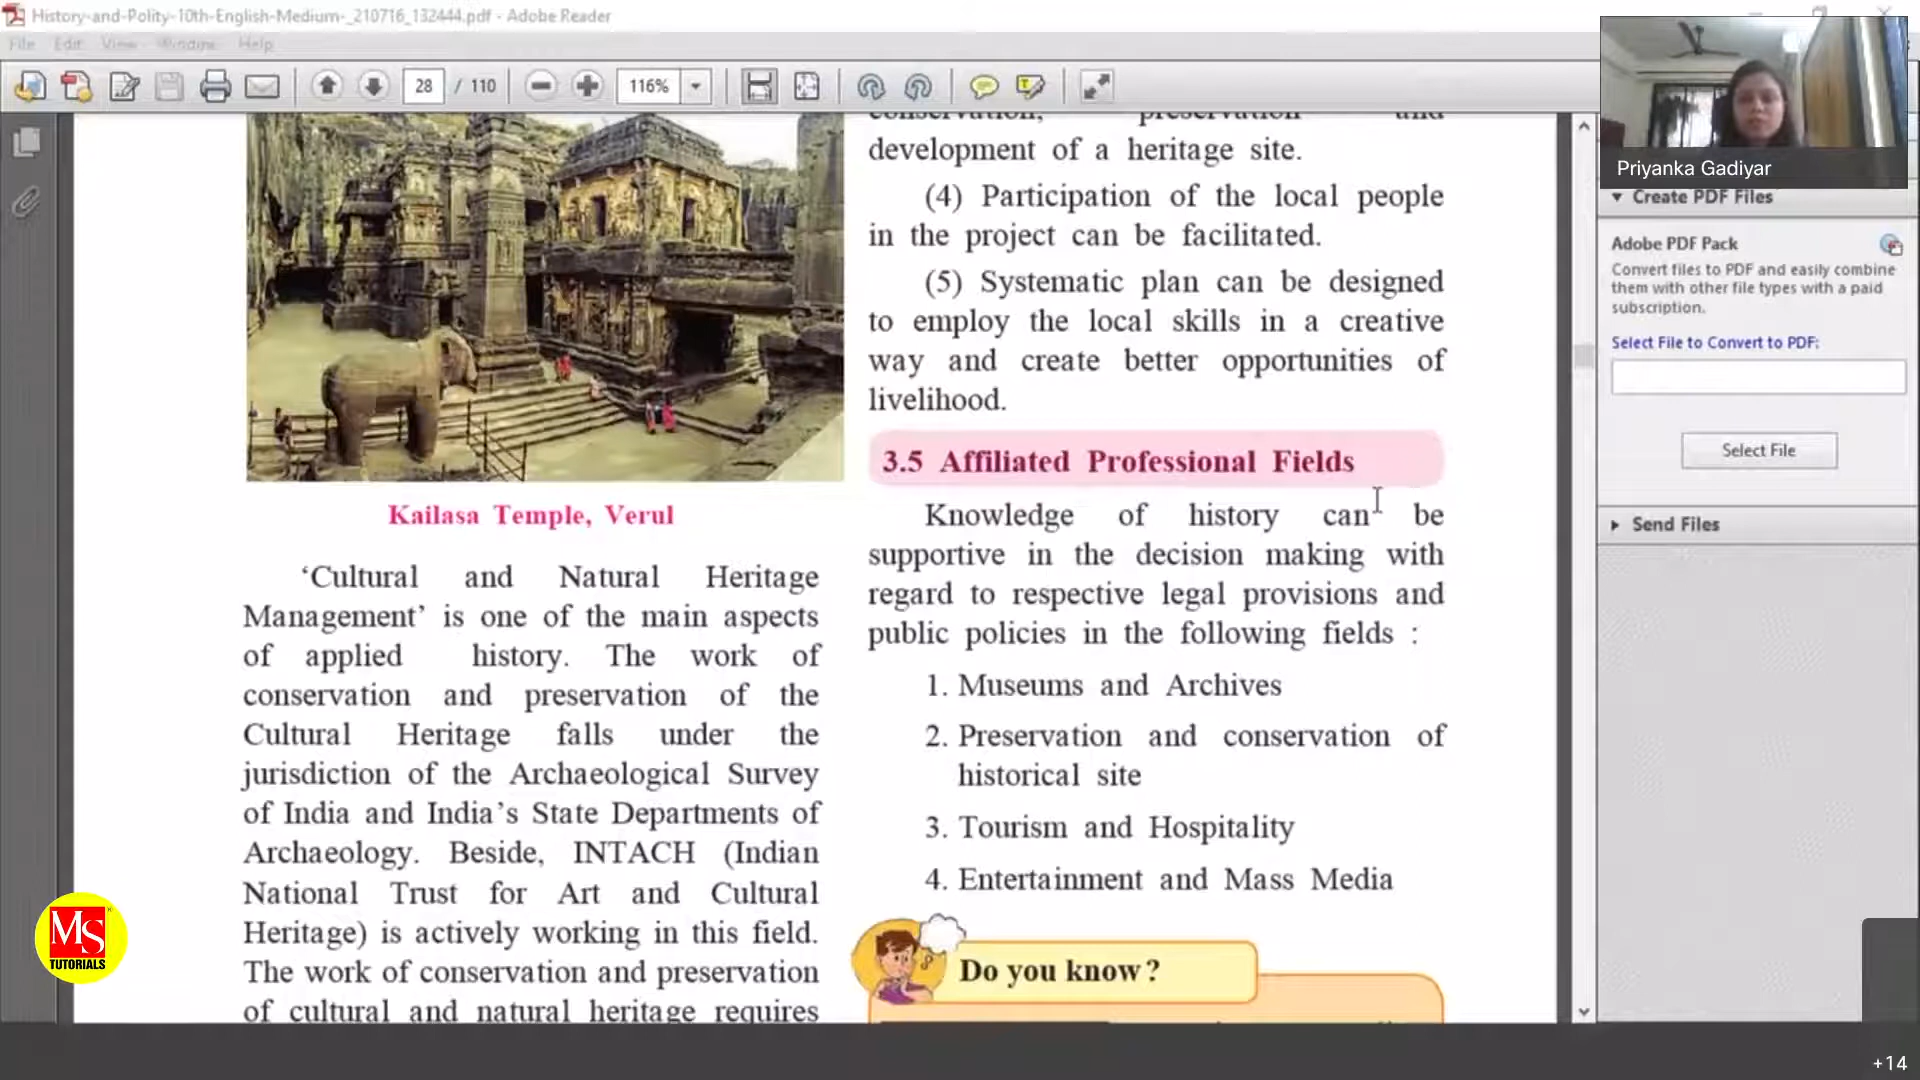 History-and-Polity-10th-English-Medium-_210716_132444.pdf - Adobe Reader
File Edit View Window Help
28 / 110
116%
Priyanka Gadiyar
Kailasa Temple, Verul
‘Cultural and Natural Heritage
Management’ is one of the main aspects
of applied history. The work of
conservation and preservation of the
Cultural Heritage falls under the
jurisdiction of the Archaeological Survey
of India and India’s State Departments of
Archaeology. Beside, INTACH (Indian
National Trust for Art and Cultural
Heritage) is actively working in this field.
The work of conservation and preservation
of cultural and natural heritage requires
conservation, preservation and
development of a heritage site.
(4) Participation of the local people
in the project can be facilitated.
(5) Systematic plan can be designed
to employ the local skills in a creative
way and create better opportunities of
livelihood.
3.5 Affiliated Professional Fields
Knowledge of history can be
supportive in the decision making with
regard to respective legal provisions and
public policies in the following fields :
1. Museums and Archives
2. Preservation and conservation of
historical site
3. Tourism and Hospitality
4. Entertainment and Mass Media
Do you know?
Create PDF Files
Adobe PDF Pack
Convert files to PDF and easily combine
them with other file types with a paid
subscription.
Select File to Convert to PDF:
Select File
Send Files
MS
TUTORIALS
+14